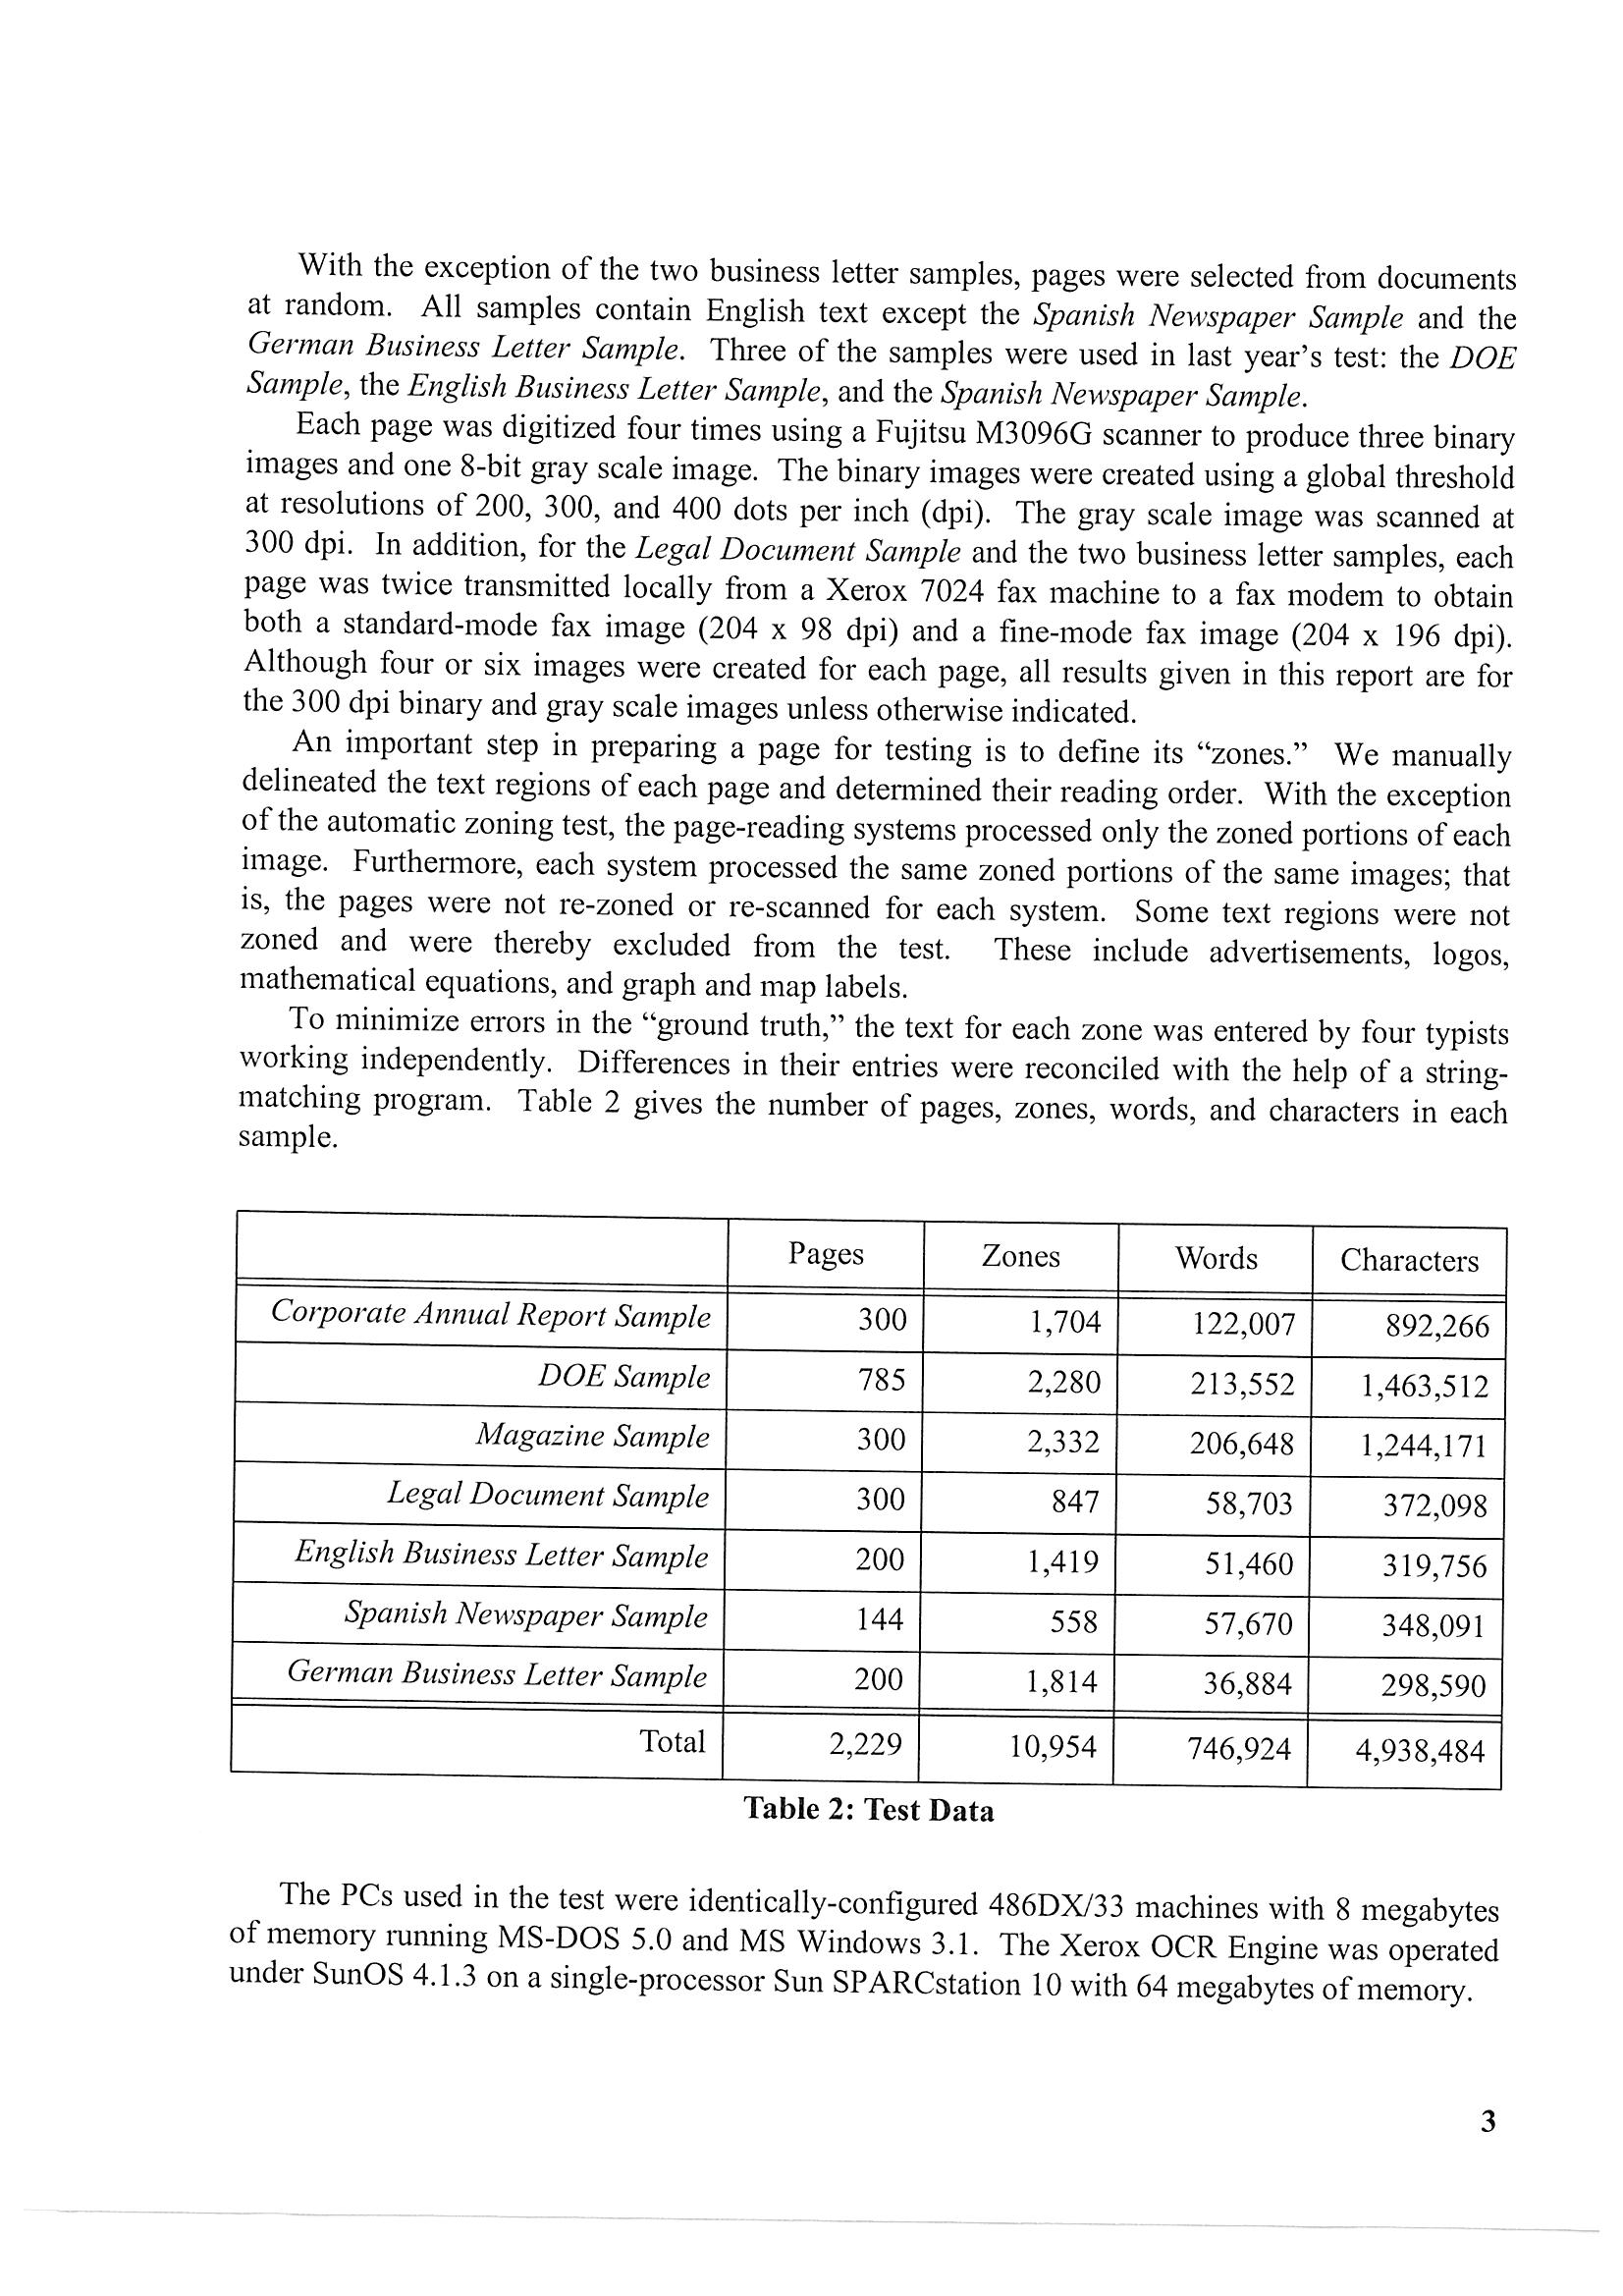 With the exception of the two business letter samples, pages were selected from documents
at random. All samples contain English text except the Spanish Newspaper Sample and the
German Business Letter Sample. Three of the samples were used in last year's test: the DOE
Sample, the English Business Letter Sample, and the Spanish Newspaper Sample.
Each page was digitized four times using a Fujitsu M3096G scanner to produce three binary
images and one 8-bit gray scale image. The binary images were created using a global threshold
at resolutions of 200, 300, and 400 dots per inch (dpi). The gray scale image was scanned at
300 dpi. In addition, for the Legal Document Sample and the two business letter samples, each
page was twice transmitted locally from a Xerox 7024 fax machine to a fax modem to obtain
both a standard-mode fax image (204 x 98 dpi) and a fine-mode fax image (204 x 196 dpi).
Although four or six images were created for each page, all results given in this report are for
the 300 dpi binary and gray scale images unless otherwise indicated.
An important step in preparing a page for testing is to define its “zones.” We manually
delineated the text regions of each page and determined their reading order. With the exception
of the automatic zoning test, the page-reading systems processed only the zoned portions of each
image. Furthermore, each system processed the same zoned portions of the same images; that
is, the pages were not re-zoned or re-scanned for each system. Some text regions were not
zoned and were thereby excluded from the test. These include advertisements, logos,
mathematical equations, and graph and map labels.
To minimize errors in the “ground truth,” the text for each zone was entered by four typists
working independently. Differences in their entries were reconciled with the help of a string-
matching program. Table 2 gives the number of pages, zones, words, and characters in each
sample.
Pages Zones Words Characters
Corporate Annual Report Sample 300 1,704 122,007 892,266
DOE Sample 785 2,280 213,552 1,463,512
Magazine Sample 300 2,332 206,648 1,244,171
Legal Document Sample 300 847 58,703 372,098
English Business Letter Sample 200 1,419 51,460 319,756
Spanish Newspaper Sample 144 558 57,670 348,091
German Business Letter Sample 200 1,814 36,884 298,590
Total 2,229 10,954 746,924 4,938,484
Table 2: Test Data
The PCs used in the test were identically-configured 486DX/33 machines with 8 megabytes
of memory running MS-DOS 5.0 and MS Windows 3.1. The Xerox OCR Engine was operated
under SunOS 4.1.3 on a single-processor Sun SPARCstation 10 with 64 megabytes of memory.
3